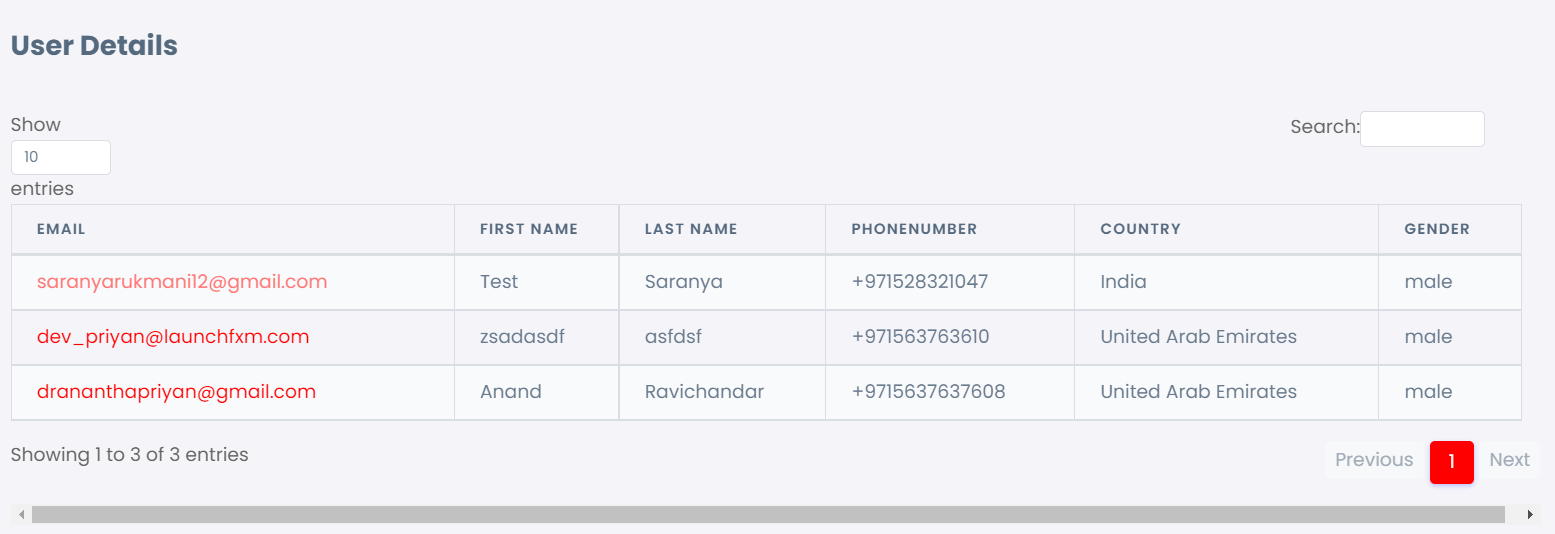 User Details
Show
10
entries
Search:
EMAIL FIRST NAME LAST NAME PHONENUMBER COUNTRY GENDER
saranyarukmani12@gmail.com Test Saranya +971528321047 India male
dev_priyan@launchfxm.com zsadasdf asfdsf +971563763610 United Arab Emirates male
drananthapriyan@gmail.com Anand Ravichandar +9715637637608 United Arab Emirates male
Showing 1 to 3 of 3 entries
Previous 1 Next